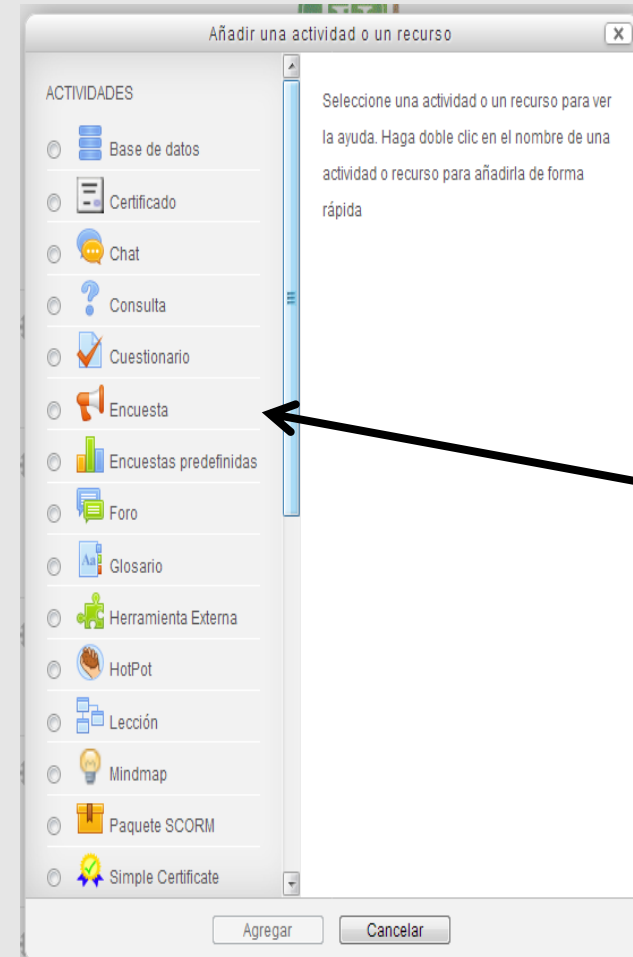 Añadir una actividad o un recurso
ACTIVIDADES
Base de datos
Certificado
Chat
Consulta
Cuestionario
Encuesta
Encuestas predefinidas
Foro
Glosario
Herramienta Externa
HotPot
Lección
Mindmap
Paquete SCORM
Simple Certificate
Seleccione una actividad o un recurso para ver
la ayuda. Haga doble clic en el nombre de una
actividad o recurso para añadirla de forma
rápida
Agregar
Cancelar